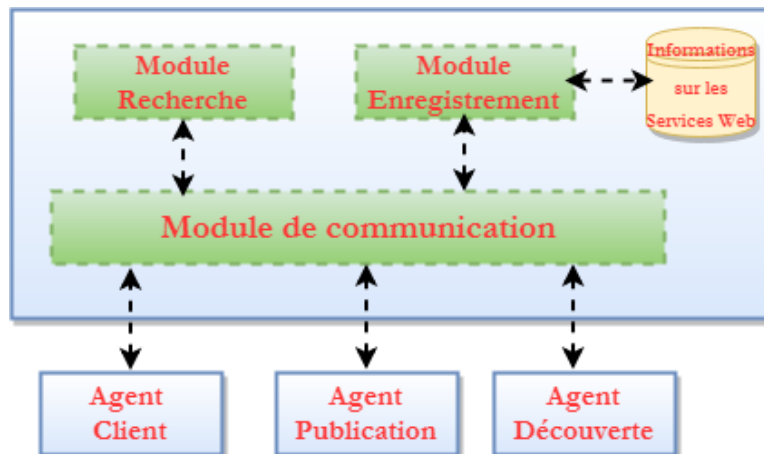 Module
Recherche
Module
Enregistrement
Informations
sur les
Services Web
Module de communication
Agent
Client
Agent
Publication
Agent
Découverte